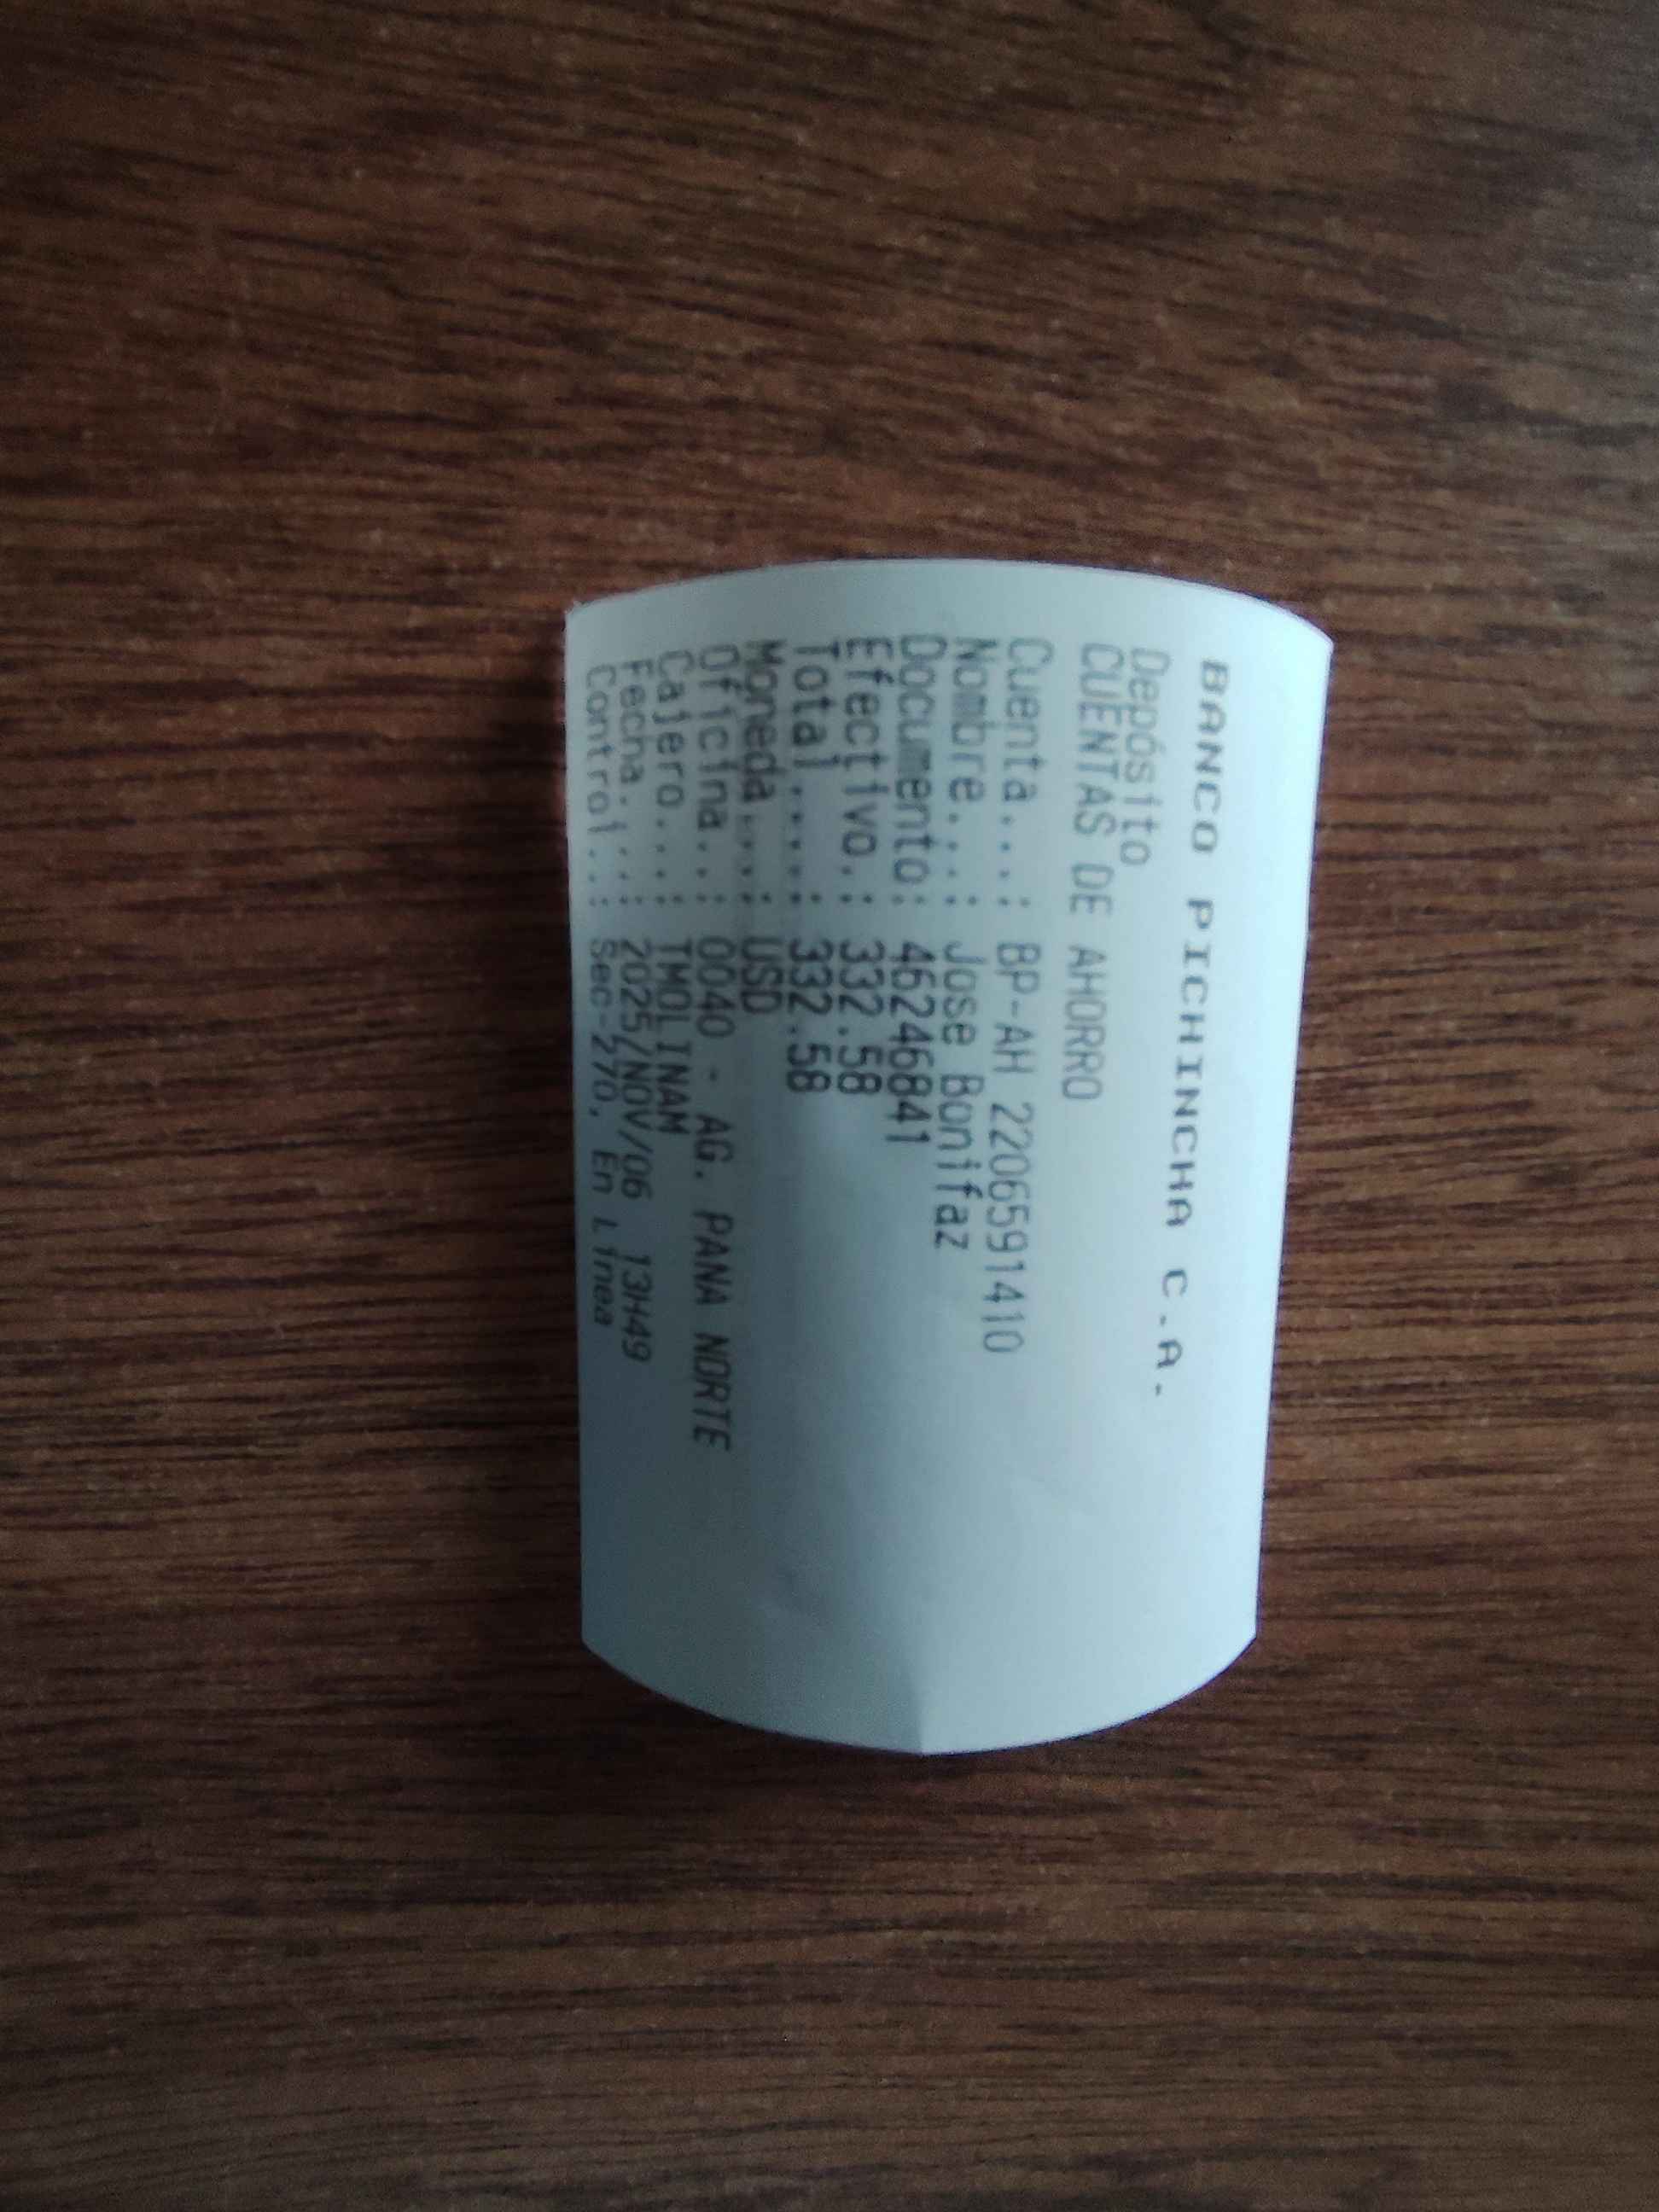 BANCO PICHINCHA C.A.
Depósito
CUENTAS DE AHORRO
Cuenta...: BP-AH 2206591410
Nombre...: Jose Bonifaz
Documento: 46246841
Efectivo.: 332.58
Total....: 332.58
Moneda...: USD
Oficina..: 0040 - AG. PANA NORTE
Cajero...: TMOLINAM
Fecha....: 2025/NOV/06 13H49
Control..: Sec-270, En Línea